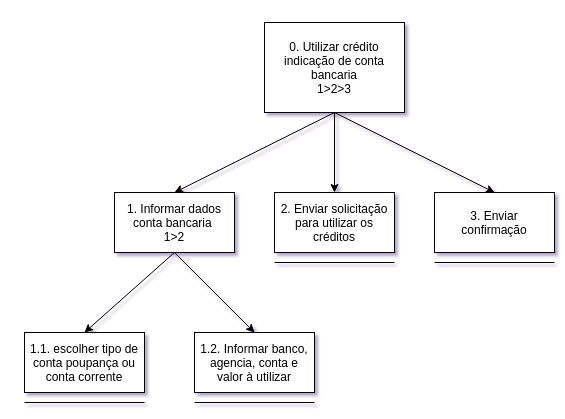 0. Utilizar crédito
indicação de conta
bancaria
1>2>3
1. Informar dados
conta bancaria
1>2
2. Enviar solicitação
para utilizar os
créditos
3. Enviar
confirmação
1.1. escolher tipo de
conta poupança ou
conta corrente
1.2. Informar banco,
agencia, conta e
valor à utilizar